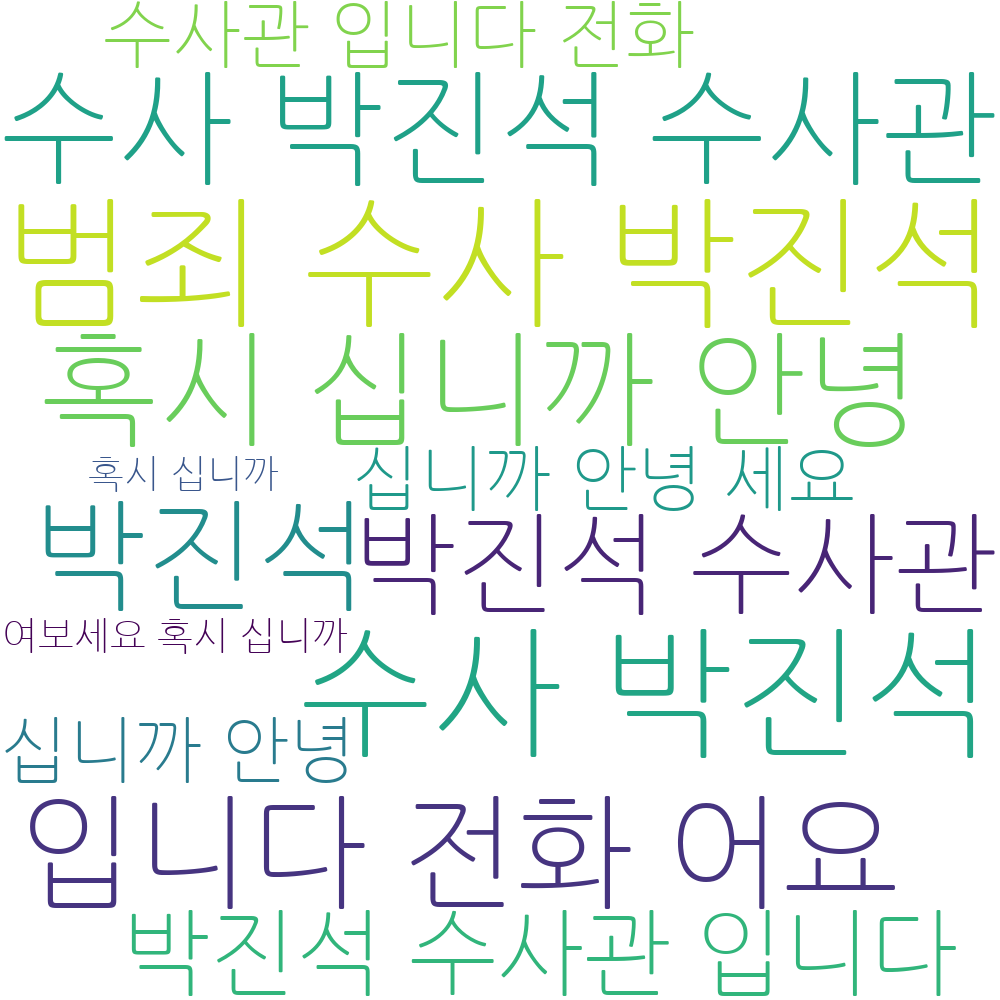 수사관 입니다 전화
수사 박진석 수사관
범죄 수사 박진석
혹시 십니까 안녕
혹시 십니까
십니까 안녕 세요
박진석
박진석 수사관
여보세요 혹시 십니까
수사 박진석
십니까 안녕
입니다 전화 어요
박진석 수사관 입니다